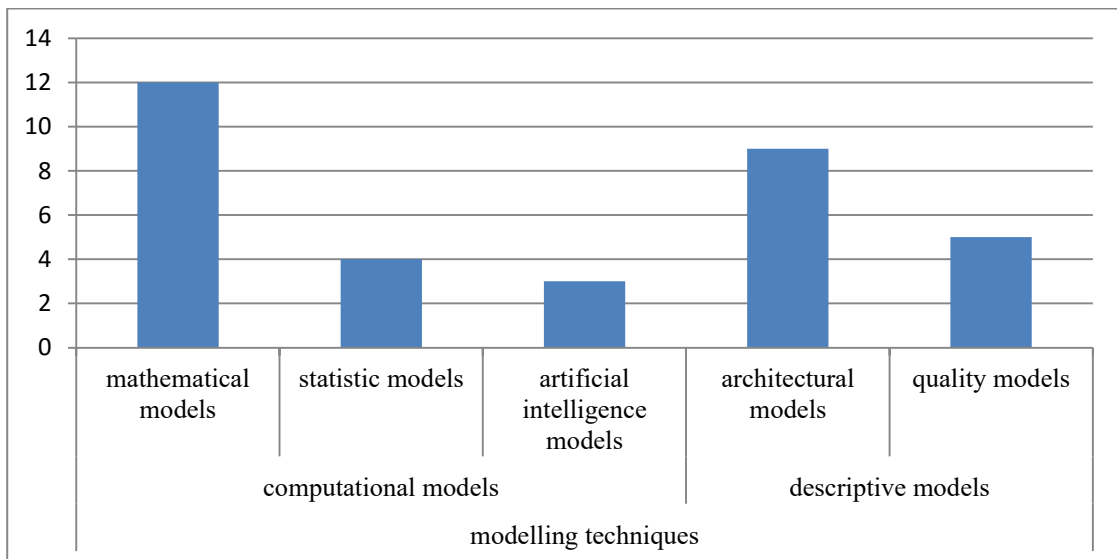 14
12
10
8
6
4
2
0
mathematical
models
statistic models
artificial
intelligence
models
architectural
models
quality models
computational models
descriptive models
modelling techniques